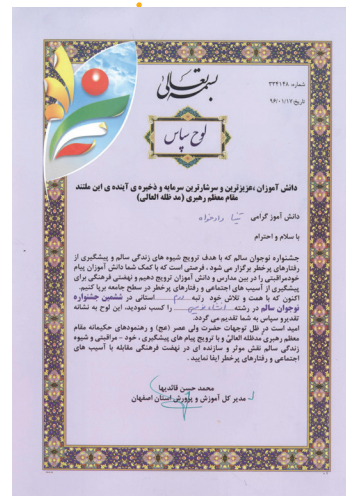 بسمه تعالی
شماره: ۳۳۴۱۴۸
تاریخ: ۹۶/۰۱/۱۷
لوح سپاس
دانش آموزان ،عزیزترین و سرشارترین سرمایه و ذخیره ی آینده ی این ملتند
مقام معظم رهبری (مد ظله العالی)
دانش آموز گرامی دادخواه
با سلام و احترام
جشنواره نوجوان سالم که با هدف ترویج شیوه های زندگی سالم و پیشگیری از
رفتارهای پرخطر برگزار می شود ، فرصتی است که با کمک شما دانش آموزان پیام
خودمراقبتی را در بین مدارس و دانش آموزان ترویج دهیم و نهضتی فرهنگی برای
پیشگیری از آسیب های اجتماعی و رفتارهای پرخطر در سطح جامعه برپا کنیم.
اکنون که با همت و تلاش خود رتبه استانی در ششمین جشنواره
نوجوان سالم در رشته را کسب نمودید، این لوح به نشانه
تقدیرو سپاس به شما تقدیم می گردد.
امید است در ظل توجهات حضرت ولی عصر (عج) و رهنمودهای حکیمانه مقام
معظم رهبری مدظله العالی و با ترویج پیام های پیشگیری ، خود - مراقبتی و شیوه
زندگی سالم نقش موثر و سازنده ای در نهضت فرهنگی مقابله با آسیب های
اجتماعی و رفتارهای پرخطر ایفا نمایید .
محمد حسن قائدیها
مدیر کل آموزش و پرورش استان اصفهان